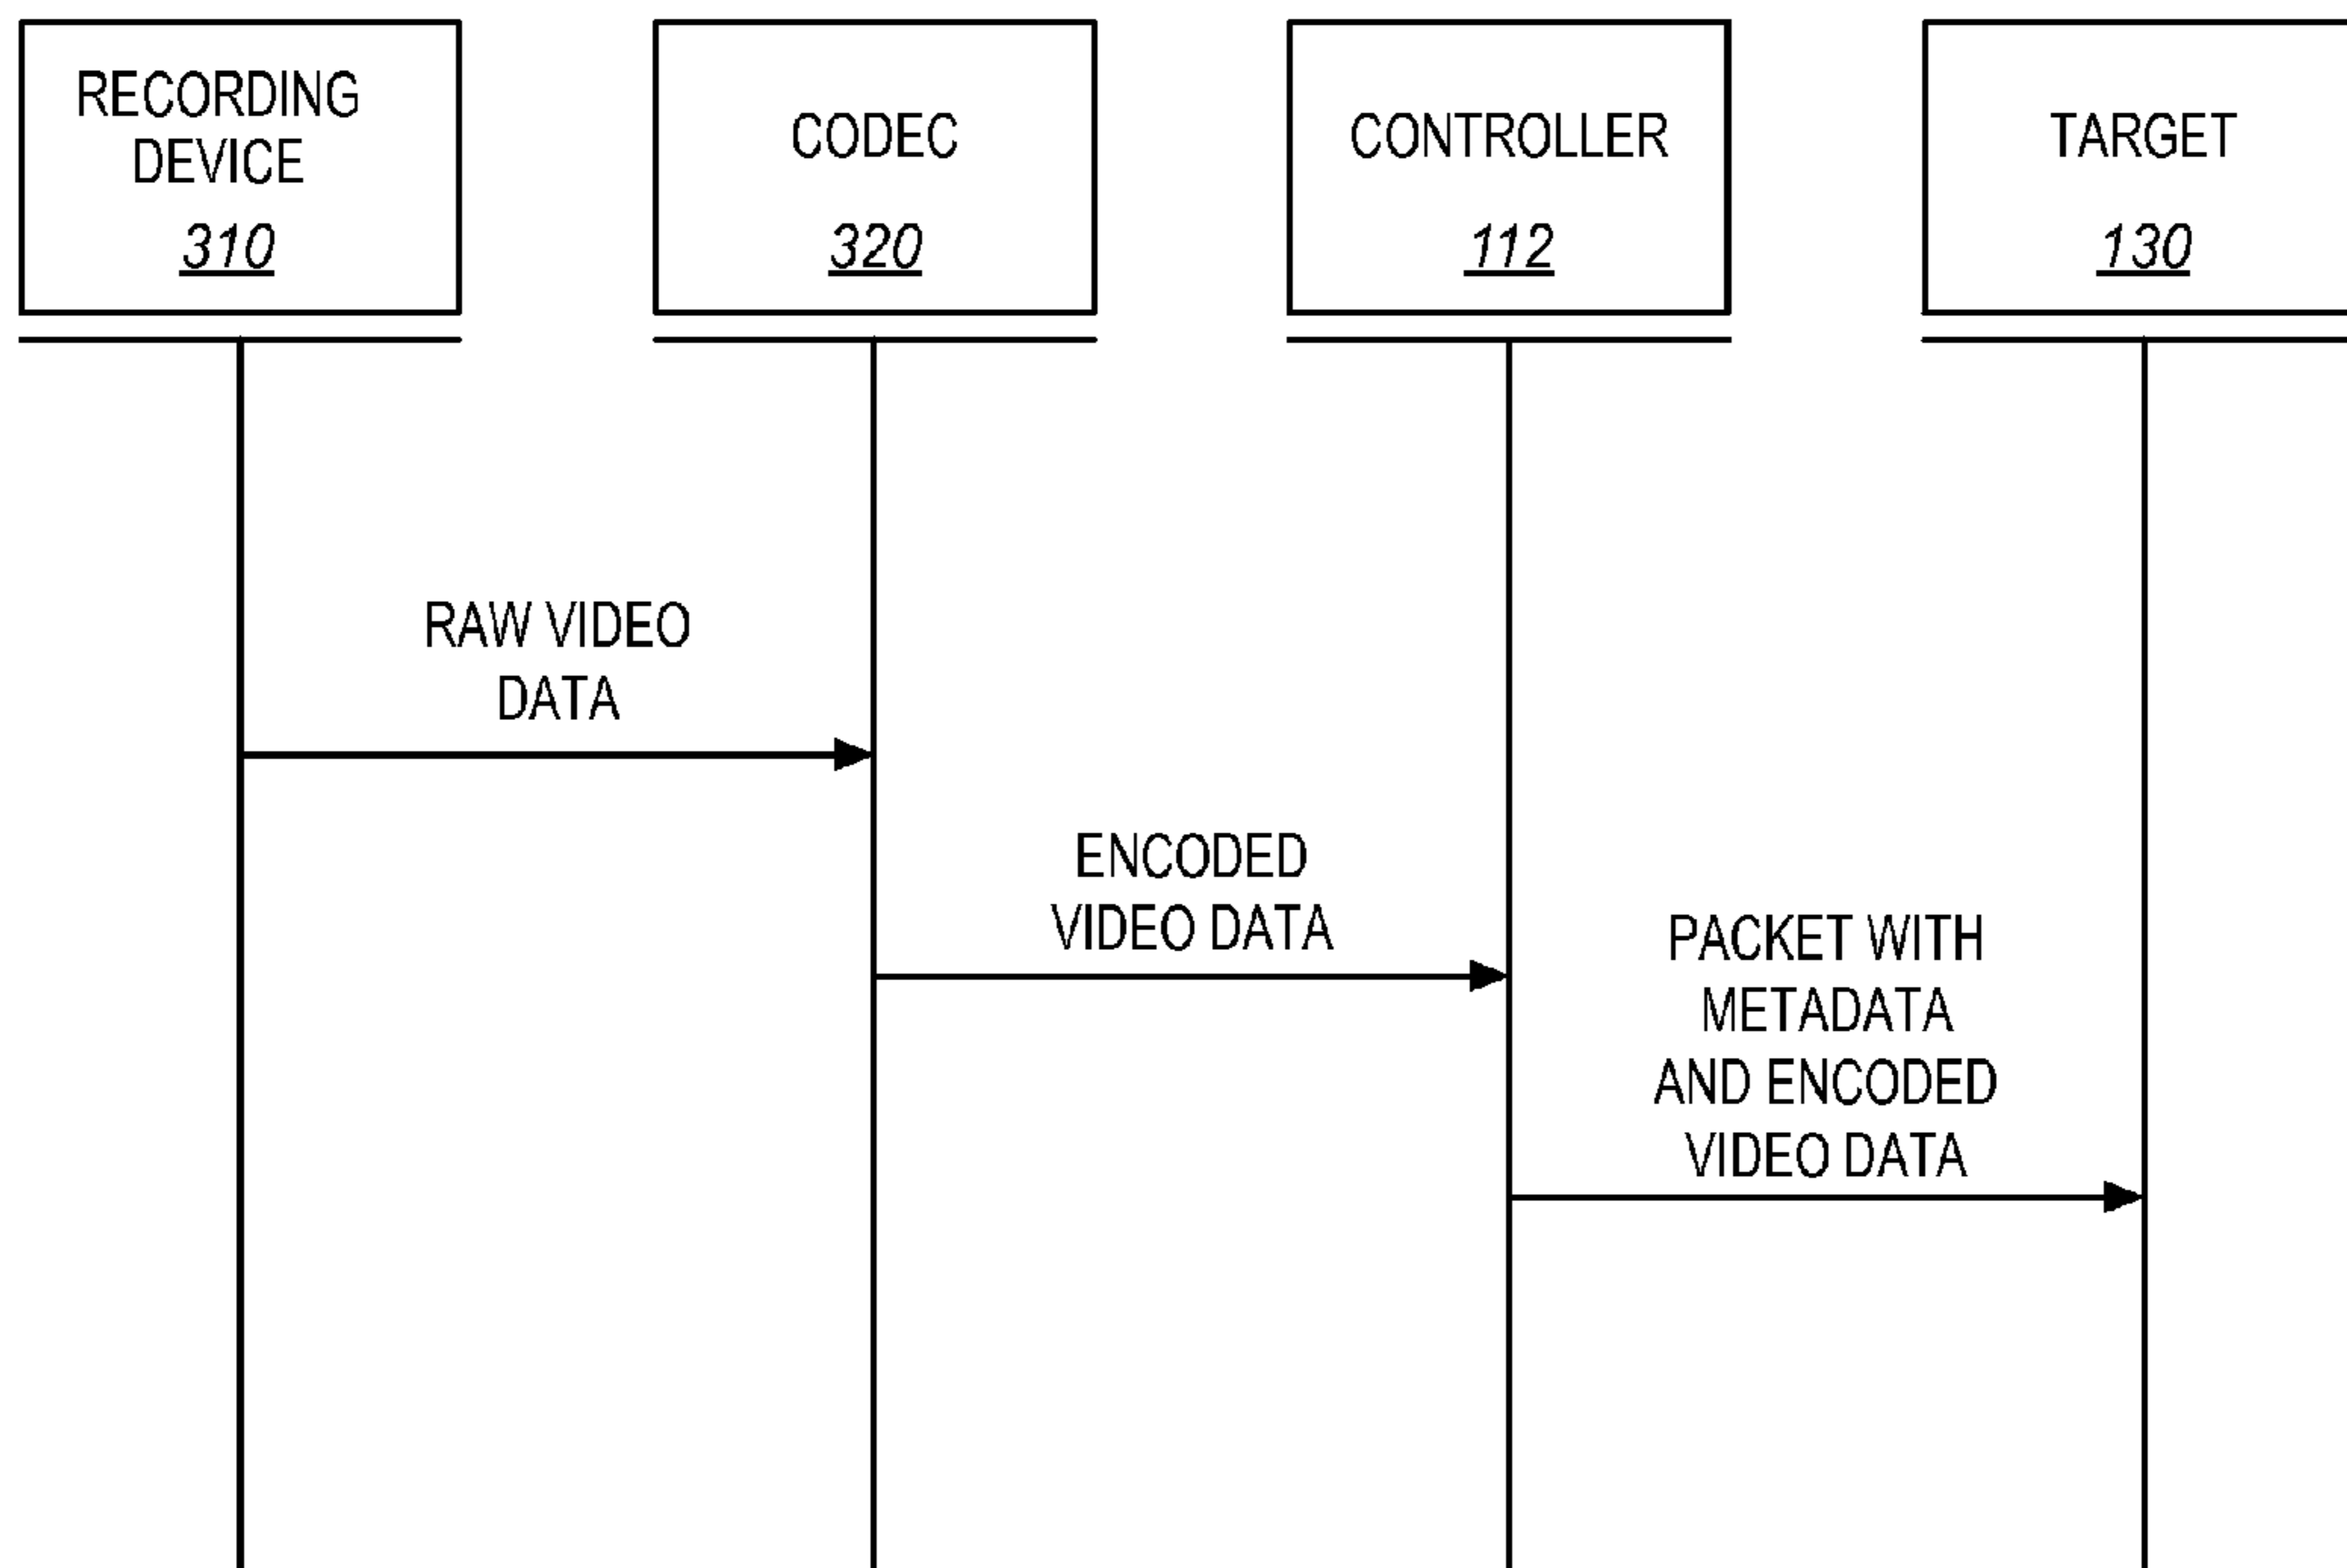 RECORDING
DEVICE
310
CODEC
320
CONTROLLER
112
TARGET
130
RAW VIDEO
DATA
ENCODED
VIDEO DATA
PACKET WITH
METADATA
AND ENCODED
VIDEO DATA